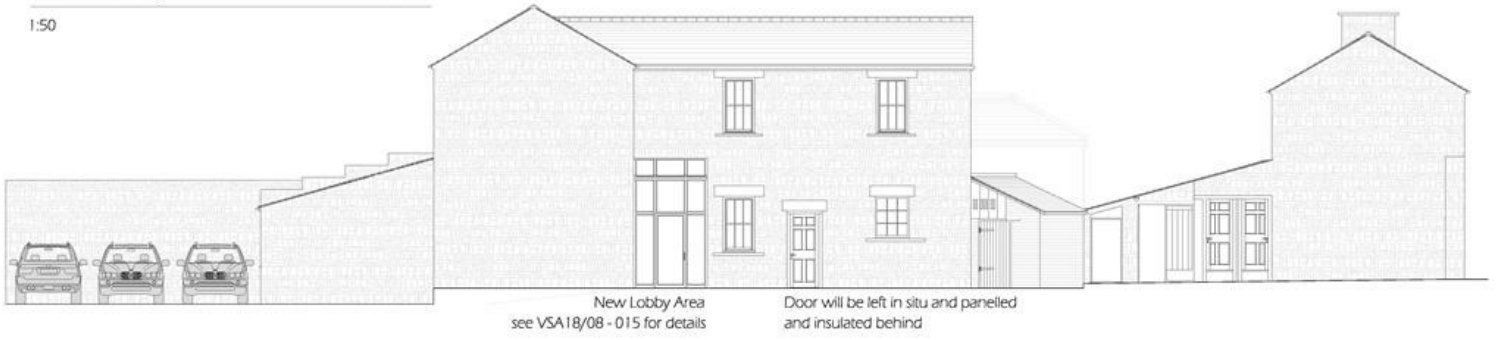 1:50
New Lobby Area
see VSA18/08 - 015 for details
Door will be left in situ and panelled
and insulated behind